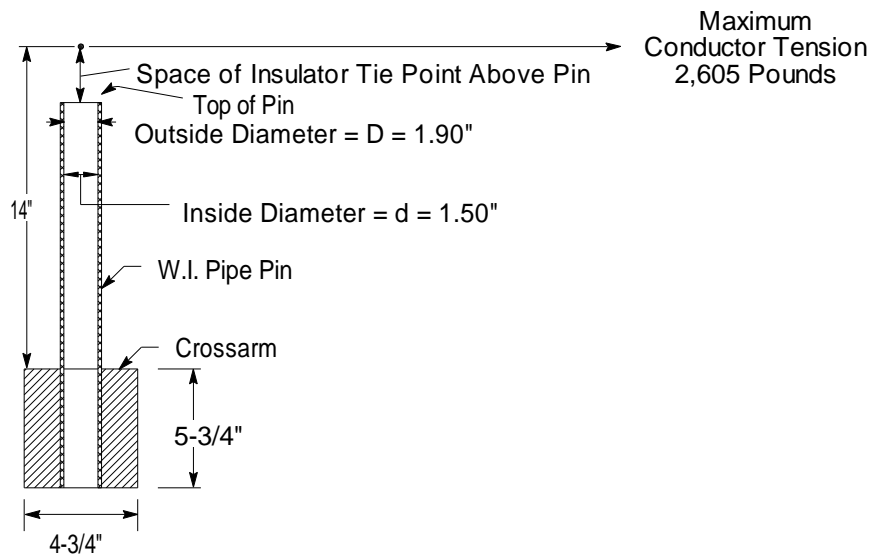 Maximum
Conductor Tension
2,605 Pounds
Space of Insulator Tie Point Above Pin
Top of Pin
Outside Diameter = D = 1.90"
14"
Inside Diameter = d = 1.50"
W.I. Pipe Pin
Crossarm
5-3/4"
4-3/4"